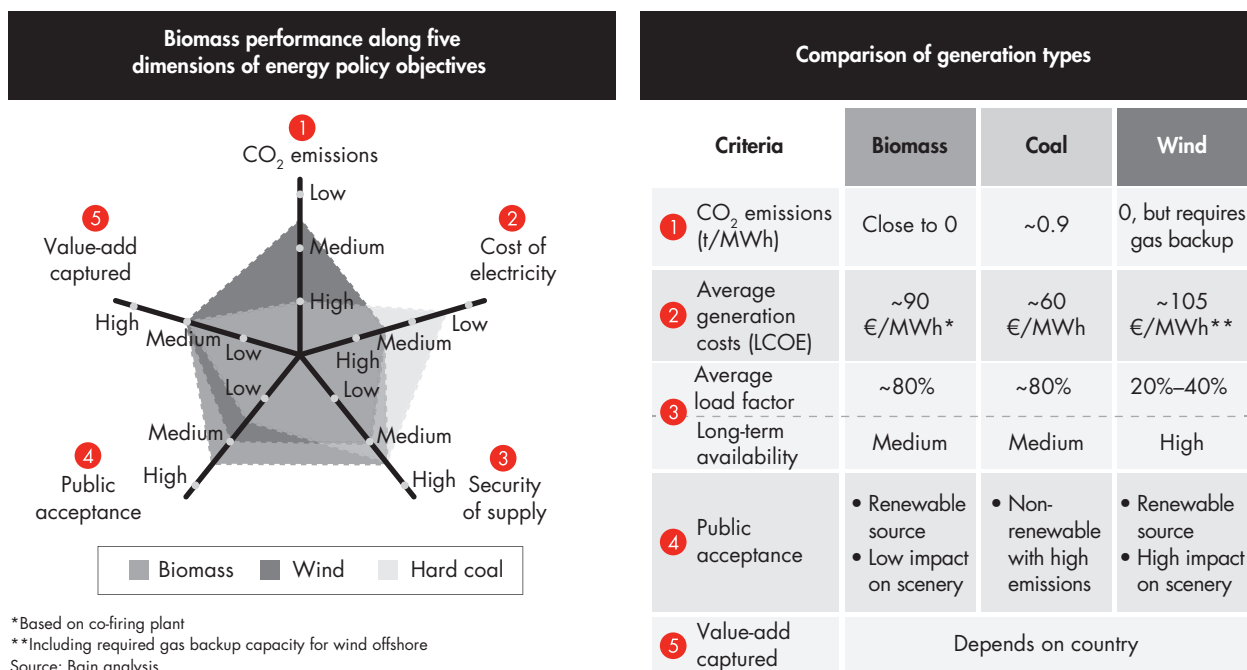 Biomass performance along five
dimensions of energy policy objectives
1
CO2 emissions
Low
Medium
High
2
Cost of
electricity
Low
Medium
High
3
Security
of supply
Low
Medium
High
4
Public
acceptance
Low
Medium
High
5
Value-add
captured
High
Medium
Low
Biomass Wind Hard coal
*Based on co-firing plant
**Including required gas backup capacity for wind offshore
Source: Bain analysis
Comparison of generation types
Criteria Biomass Coal Wind
1 CO2 emissions
(t/MWh)
Close to 0
~0.9
0, but requires
gas backup
2 Average
generation
costs (LCOE)
~90
€/MWh*
~60
€/MWh
~105
€/MWh**
3
Average
load factor
~80%
~80%
20%–40%
Long-term
availability
Medium
Medium
High
4 Public
acceptance
• Renewable
source
• Low impact
on scenery
• Non-
renewable
with high
emissions
• Renewable
source
• High impact
on scenery
5 Value-add
captured
Depends on country